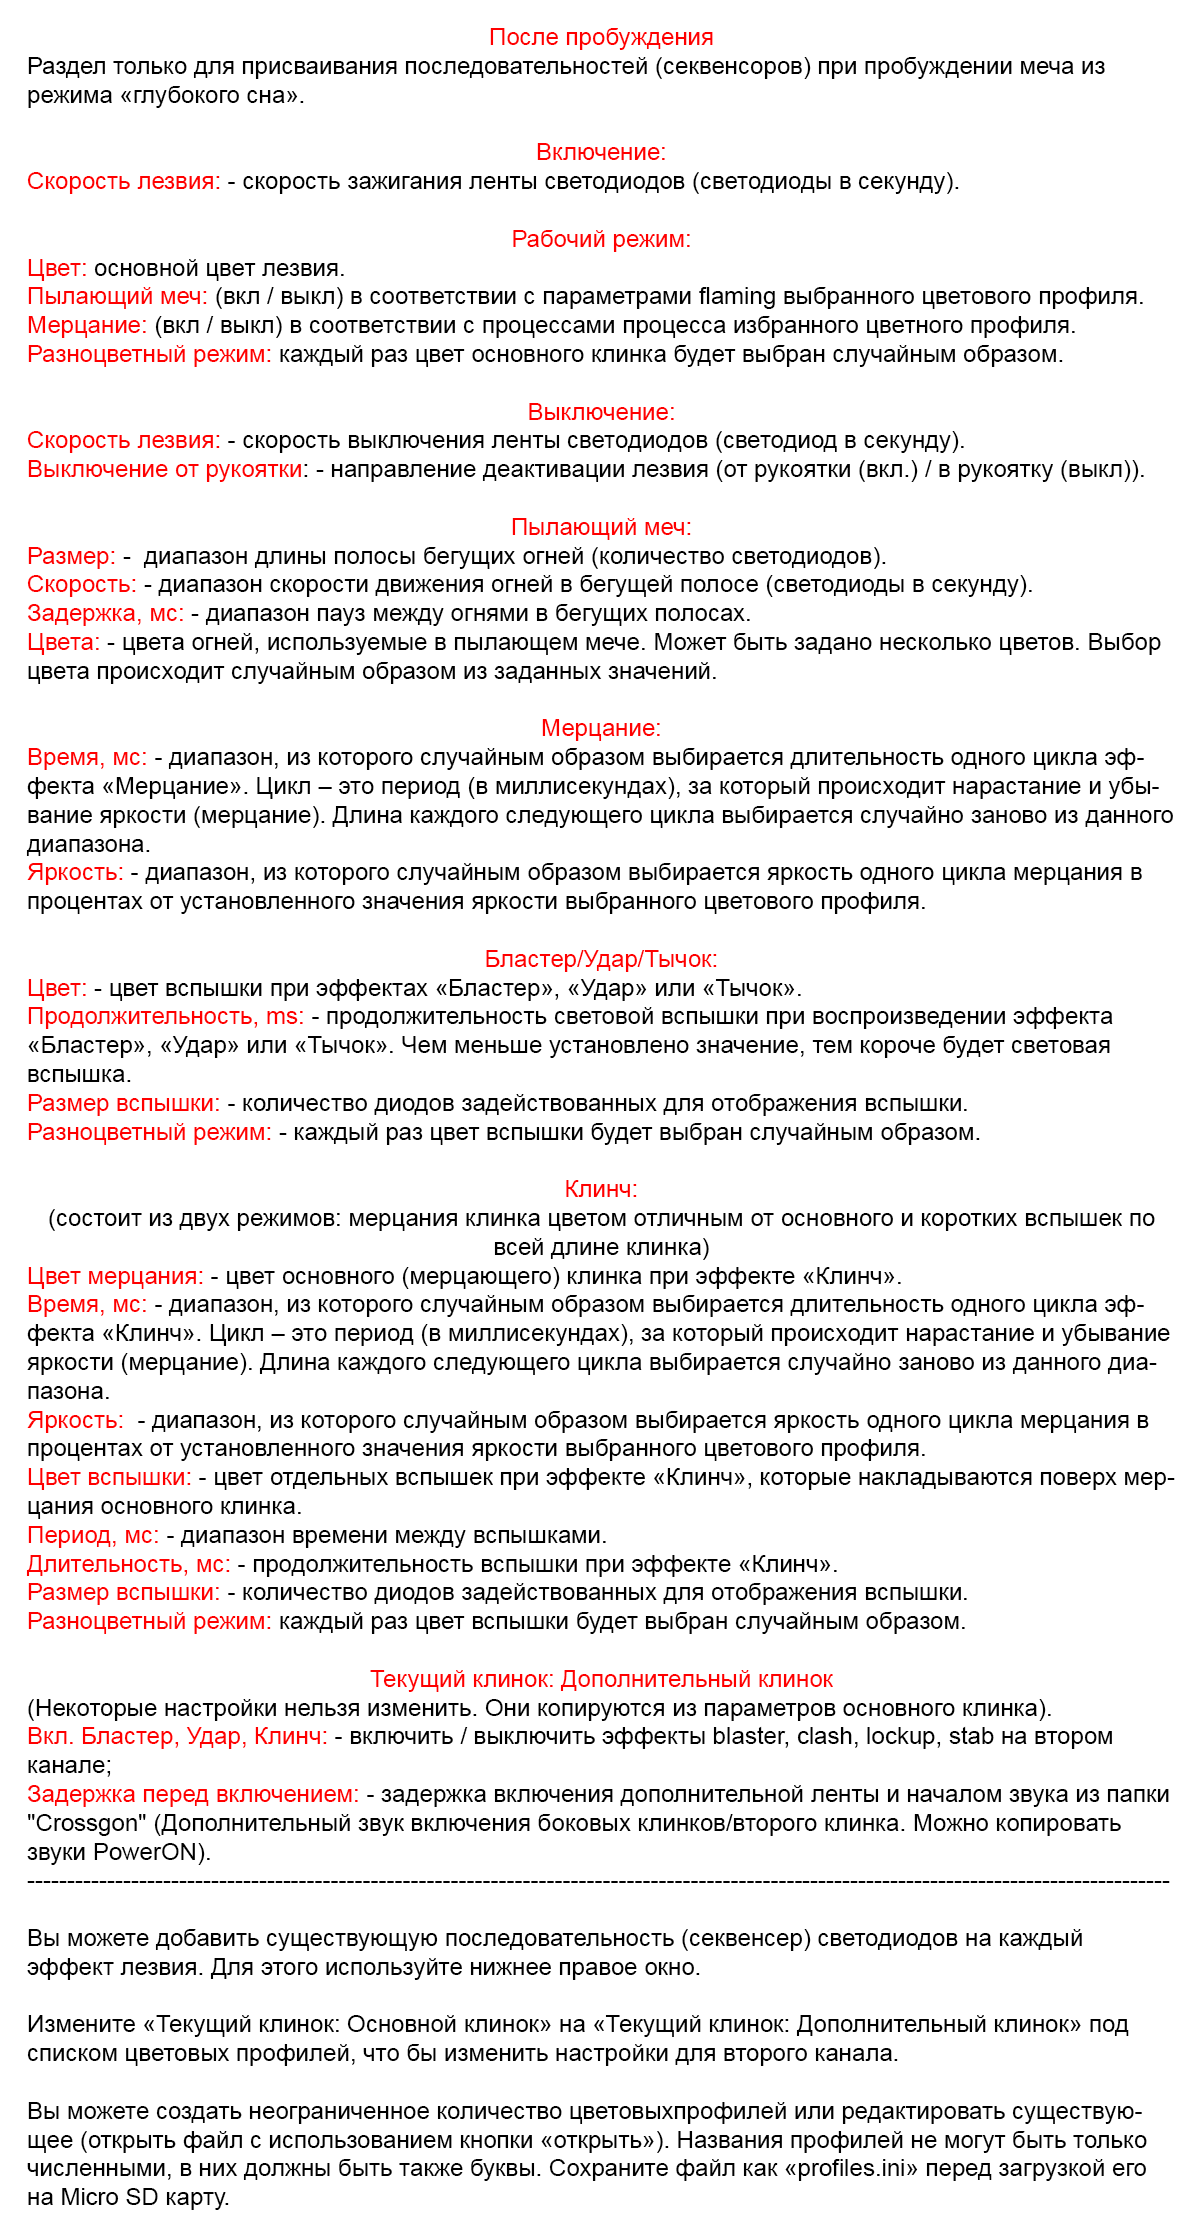 После пробуждения
Раздел только для присваивания последовательностей (секвенсоров) при пробуждении меча из
режима «глубокого сна».
Включение:
Скорость лезвия: - скорость зажигания ленты светодиодов (светодиоды в секунду).
Рабочий режим:
Цвет: основной цвет лезвия.
Пылающий меч: (вкл / выкл) в соответствии с параметрами flaming выбранного цветового профиля.
Мерцание: (вкл / выкл) в соответствии с процессами процесса избранного цветного профиля.
Разноцветный режим: каждый раз цвет основного клинка будет выбран случайным образом.
Выключение:
Скорость лезвия: - скорость выключения ленты светодиодов (светодиод в секунду).
Выключение от рукоятки: - направление деактивации лезвия (от рукоятки (вкл.) / в рукоятку (выкл)).
Пылающий меч:
Размер: -  диапазон длины полосы бегущих огней (количество светодиодов).
Скорость: - диапазон скорости движения огней в бегущей полосе (светодиоды в секунду).
Задержка, мс: - диапазон пауз между огнями в бегущих полосах.
Цвета: - цвета огней, используемые в пылающем мече. Может быть задано несколько цветов. Выбор
цвета происходит случайным образом из заданных значений.
Мерцание:
Время, мс: - диапазон, из которого случайным образом выбирается длительность одного цикла эф-
фекта «Мерцание». Цикл – это период (в миллисекундах), за который происходит нарастание и убы-
вание яркости (мерцание). Длина каждого следующего цикла выбирается случайно заново из данного
диапазона.
Яркость: - диапазон, из которого случайным образом выбирается яркость одного цикла мерцания в
процентах от установленного значения яркости выбранного цветового профиля.
Бластер/Удар/Тычок:
Цвет: - цвет вспышки при эффектах «Бластер», «Удар» или «Тычок».
Продолжительность, ms: - продолжительность световой вспышки при воспроизведении эффекта
«Бластер», «Удар» или «Тычок». Чем меньше установлено значение, тем короче будет световая
вспышка.
Размер вспышки: - количество диодов задействованных для отображения вспышки.
Разноцветный режим: - каждый раз цвет вспышки будет выбран случайным образом.
Клинч:
(состоит из двух режимов: мерцания клинка цветом отличным от основного и коротких вспышек по
всей длине клинка)
Цвет мерцания: - цвет основного (мерцающего) клинка при эффекте «Клинч».
Время, мс: - диапазон, из которого случайным образом выбирается длительность одного цикла эф-
фекта «Клинч». Цикл – это период (в миллисекундах), за который происходит нарастание и убывание
яркости (мерцание). Длина каждого следующего цикла выбирается случайно заново из данного диа-
пазона.
Яркость:  - диапазон, из которого случайным образом выбирается яркость одного цикла мерцания в
процентах от установленного значения яркости выбранного цветового профиля.
Цвет вспышки: - цвет отдельных вспышек при эффекте «Клинч», которые накладываются поверх мер-
цания основного клинка.
Период, мс: - диапазон времени между вспышками.
Длительность, мс: - продолжительность вспышки при эффекте «Клинч».
Размер вспышки: - количество диодов задействованных для отображения вспышки.
Разноцветный режим: каждый раз цвет вспышки будет выбран случайным образом.
Текущий клинок: Дополнительный клинок
(Некоторые настройки нельзя изменить. Они копируются из параметров основного клинка).
Вкл. Бластер, Удар, Клинч: - включить / выключить эффекты blaster, clash, lockup, stab на втором
канале;
Задержка перед включением: - задержка включения дополнительной ленты и началом звука из папки
"Crossgon" (Дополнительный звук включения боковых клинков/второго клинка. Можно копировать
звуки PowerON).
-----------------------------------------------------------------------------------------------------------------------------------------------
Вы можете добавить существующую последовательность (секвенсер) светодиодов на каждый
эффект лезвия. Для этого используйте нижнее правое окно.
Измените «Текущий клинок: Основной клинок» на «Текущий клинок: Дополнительный клинок» под
списком цветовых профилей, что бы изменить настройки для второго канала.
Вы можете создать неограниченное количество цветовыхпрофилей или редактировать существую-
щее (открыть файл с использованием кнопки «открыть»). Названия профилей не могут быть только
численными, в них должны быть также буквы. Сохраните файл как «profiles.ini» перед загрузкой его
на Micro SD карту.